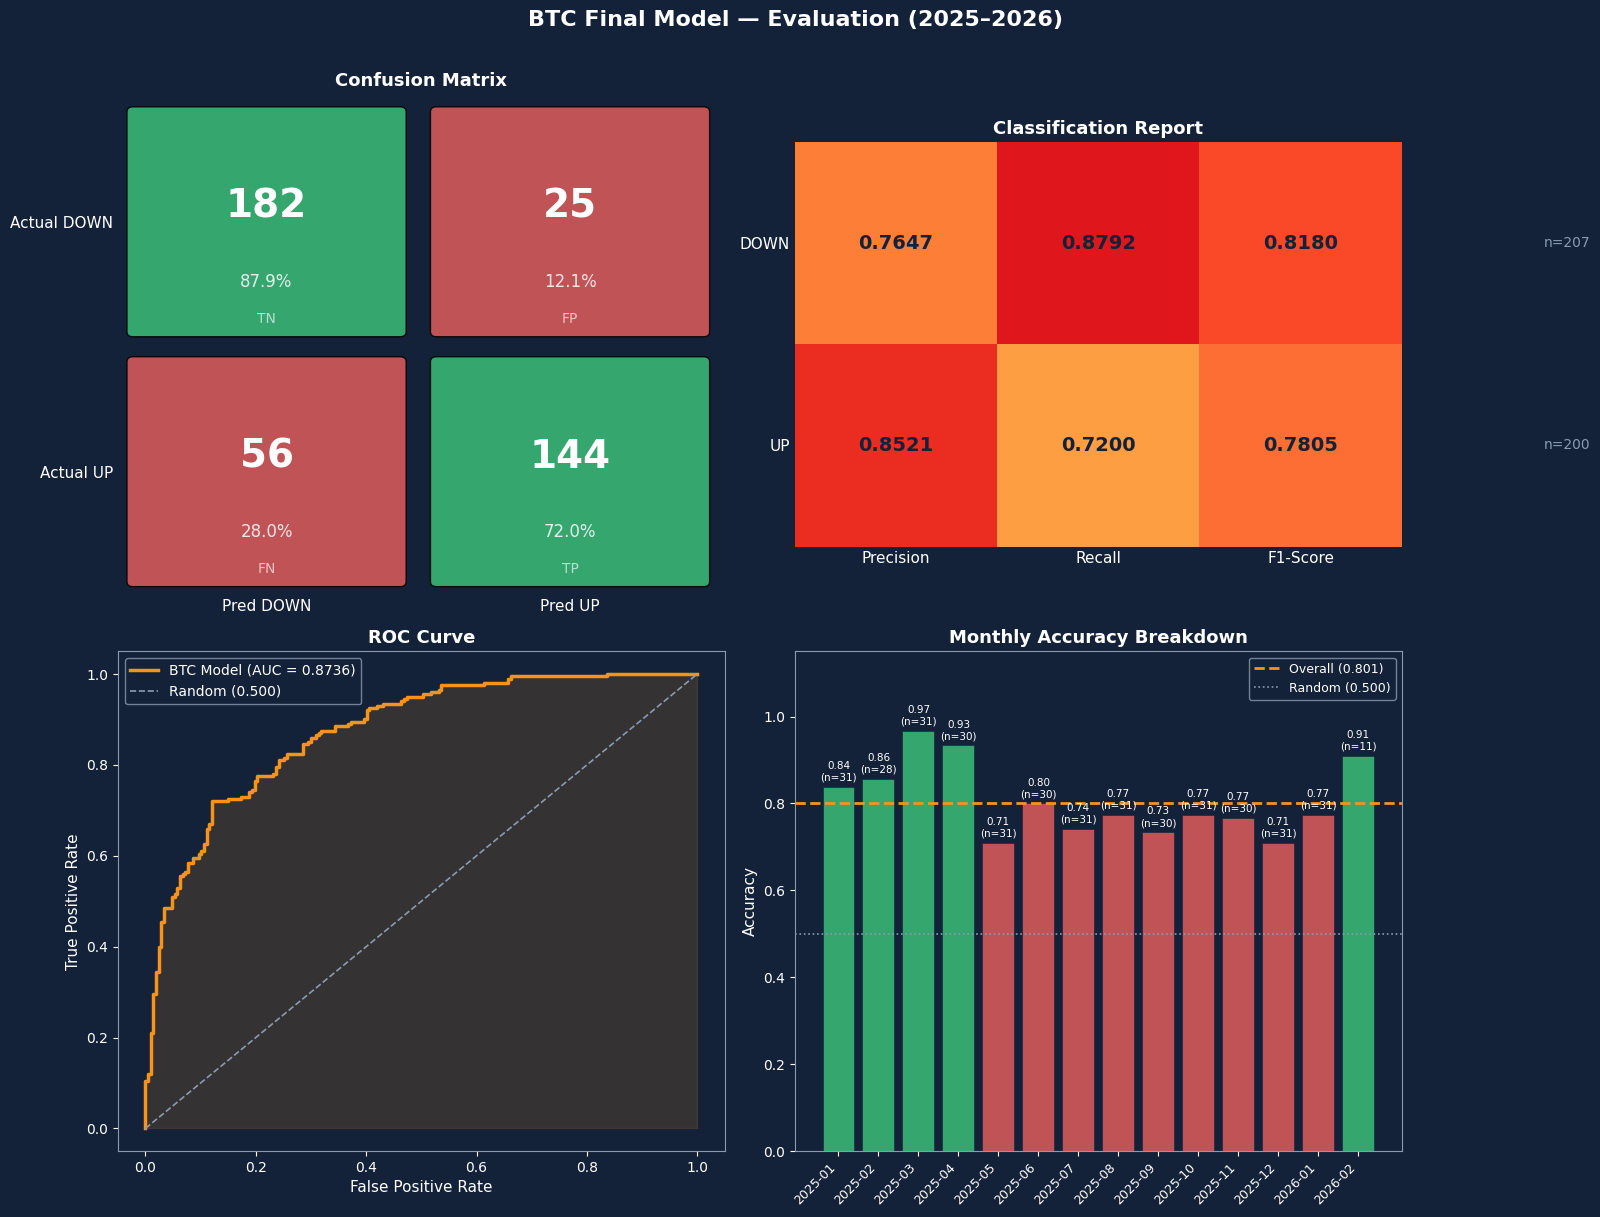 BTC Final Model — Evaluation (2025–2026)
Confusion Matrix
Actual DOWN
182
87.9%
TN
25
12.1%
FP
Actual UP
56
28.0%
FN
144
72.0%
TP
Pred DOWN
Pred UP
Classification Report
DOWN
0.7647
0.8792
0.8180
n=207
UP
0.8521
0.7200
0.7805
n=200
Precision
Recall
F1-Score
ROC Curve
BTC Model (AUC = 0.8736)
Random (0.500)
True Positive Rate
1.0
0.8
0.6
0.4
0.2
0.0
0.0
0.2
0.4
0.6
0.8
1.0
False Positive Rate
Monthly Accuracy Breakdown
Overall (0.801)
Random (0.500)
Accuracy
1.0
0.8
0.6
0.4
0.2
0.0
0.84
(n=31)
0.86
(n=28)
0.97
(n=31)
0.93
(n=30)
0.71
(n=31)
0.80
(n=30)
0.74
(n=31)
0.77
(n=31)
0.73
(n=30)
0.77
(n=31)
0.77
(n=30)
0.71
(n=31)
0.77
(n=31)
0.91
(n=11)
2025-01
2025-02
2025-03
2025-04
2025-05
2025-06
2025-07
2025-08
2025-09
2025-10
2025-11
2025-12
2026-01
2026-02